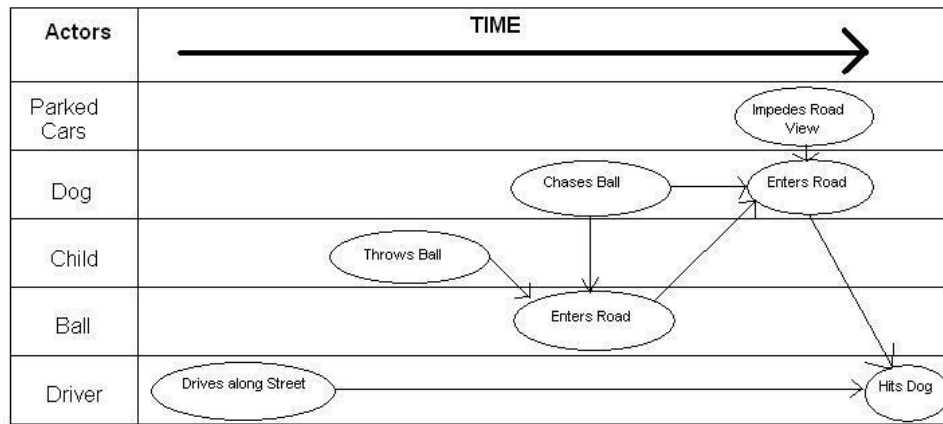 Actors
TIME
Parked
Cars
Impedes Road
View
Dog
Chases Ball
Enters Road
Child
Throws Ball
Ball
Enters Road
Driver
Drives along Street
Hits Dog